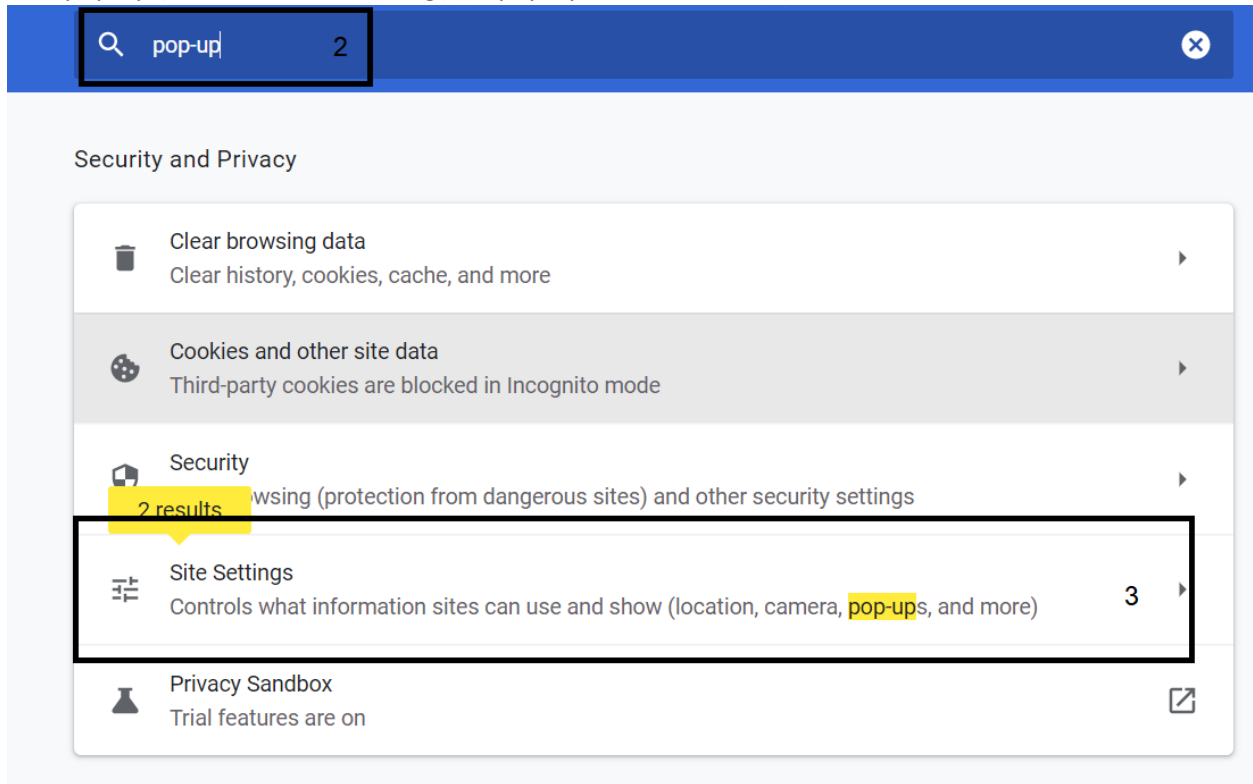 pop-up 2
Security and Privacy
Clear browsing data
Clear history, cookies, cache, and more
Cookies and other site data
Third-party cookies are blocked in Incognito mode
Security
wsing (protection from dangerous sites) and other security settings
2 results
Site Settings
Controls what information sites can use and show (location, camera, pop-ups, and more) 3
Privacy Sandbox
Trial features are on